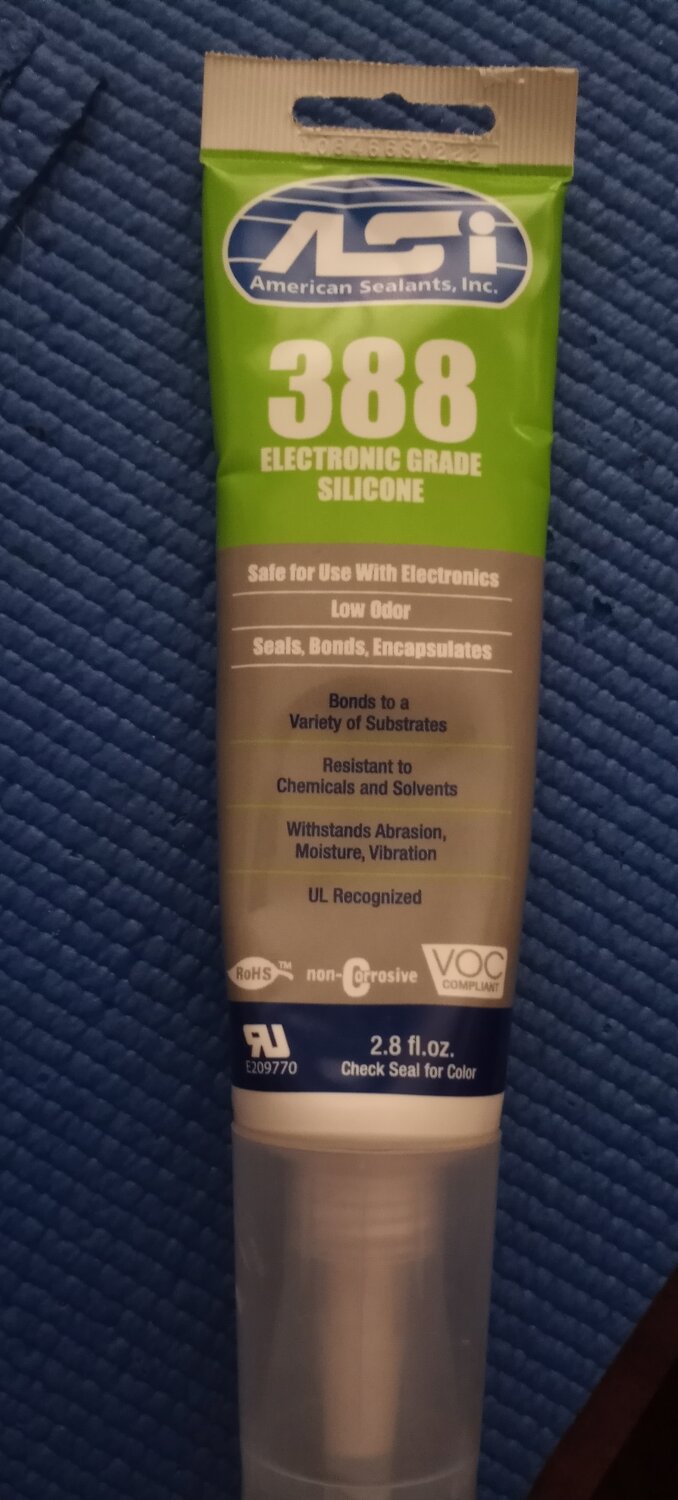 ASi
American Sealants, Inc.
388
ELECTRONIC GRADE
SILICONE
Safe for Use With Electronics
Low Odor
Seals, Bonds, Encapsulates
Bonds to a
Variety of Substrates
Resistant to
Chemicals and Solvents
Withstands Abrasion,
Moisture, Vibration
UL Recognized
RoHS™ non-Corrosive VOC
COMPLIANT
RU 2.8 fl.oz.
E209770 Check Seal for Color